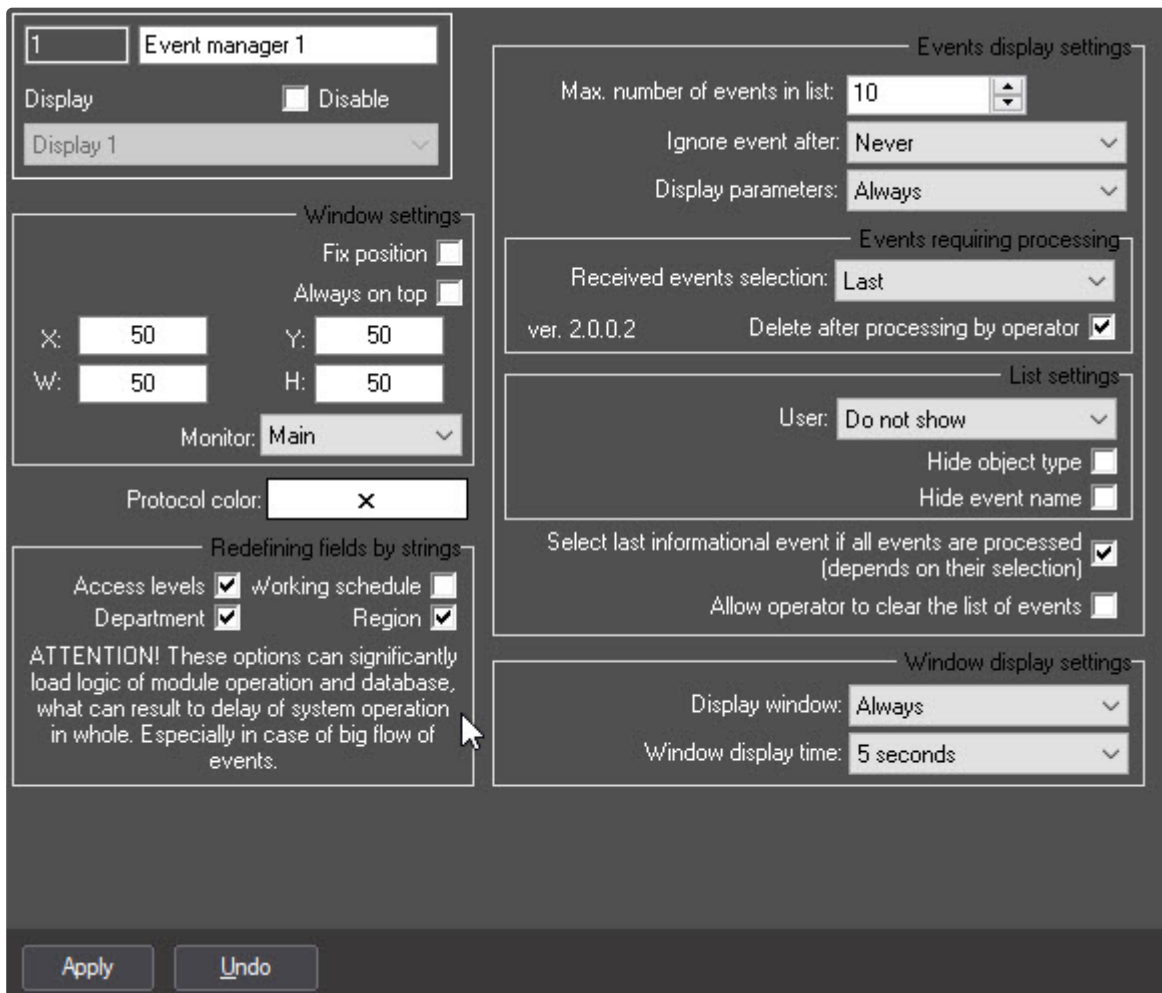 1
Event manager 1
Display
Disable
Display 1
Window settings
Fix position
Always on top
X: 50
Y: 50
W: 50
H: 50
Monitor: Main
Protocol color: ×
Redefining fields by strings
Access levels
Working schedule
Department
Region
ATTENTION! These options can significantly
load logic of module operation and database,
what can result to delay of system operation
in whole. Especially in case of big flow of
events.
Events display settings
Max. number of events in list: 10
Ignore event after: Never
Display parameters: Always
Events requiring processing
Received events selection: Last
ver. 2.0.0.2
Delete after processing by operator
List settings
User: Do not show
Hide object type
Hide event name
Select last informational event if all events are processed
(depends on their selection)
Allow operator to clear the list of events
Window display settings
Display window: Always
Window display time: 5 seconds
Apply
Undo